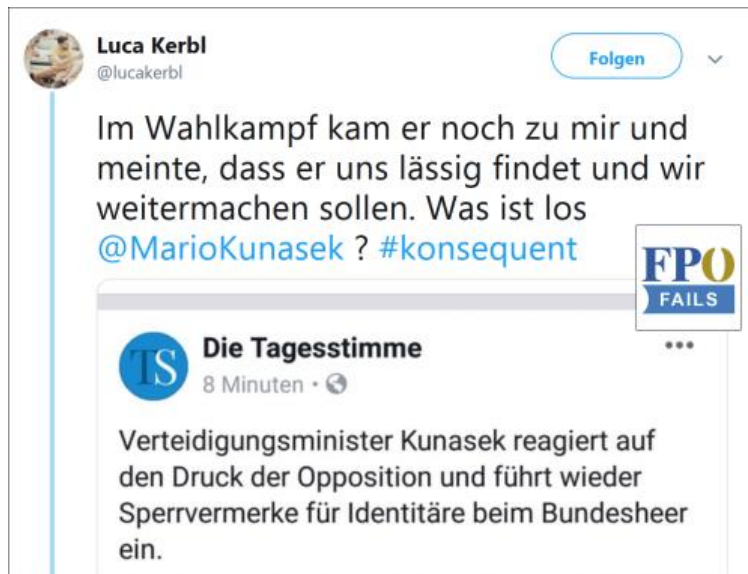 Luca Kerbl
@lucakerbl
Folgen
Im Wahlkampf kam er noch zu mir und
meinte, dass er uns lässig findet und wir
weitermachen sollen. Was ist los
@MarioKunasek ? #konsequent
FPÖ
FAILS
TS
Die Tagesstimme
8 Minuten •
Verteidigungsminister Kunasek reagiert auf
den Druck der Opposition und führt wieder
Sperrvermerke für Identitäre beim Bundesheer
ein.